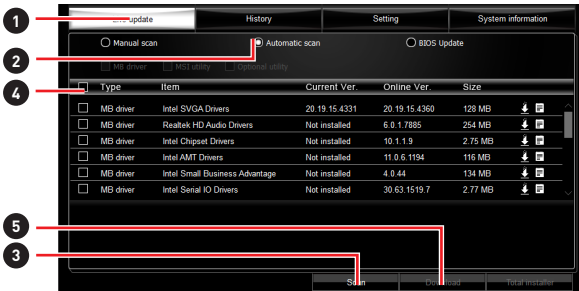 1
Live update History Setting System information
Manual scan Automatic scan BIOS Update
2
MB driver MSI utility Optional utility
4
Type Item Current Ver. Online Ver. Size
MB driver Intel SVGA Drivers 20.19.15.4331 20.19.15.4360 128 MB
MB driver Realtek HD Audio Drivers Not installed 6.0.1.7885 254 MB
MB driver Intel Chipset Drivers Not installed 10.1.1.9 2.75 MB
MB driver Intel AMT Drivers Not installed 11.0.6.1194 116 MB
MB driver Intel Small Business Advantage Not installed 4.0.44 134 MB
MB driver Intel Serial IO Drivers Not installed 30.63.1519.7 2.77 MB
5
3
Scan Download Total Installer